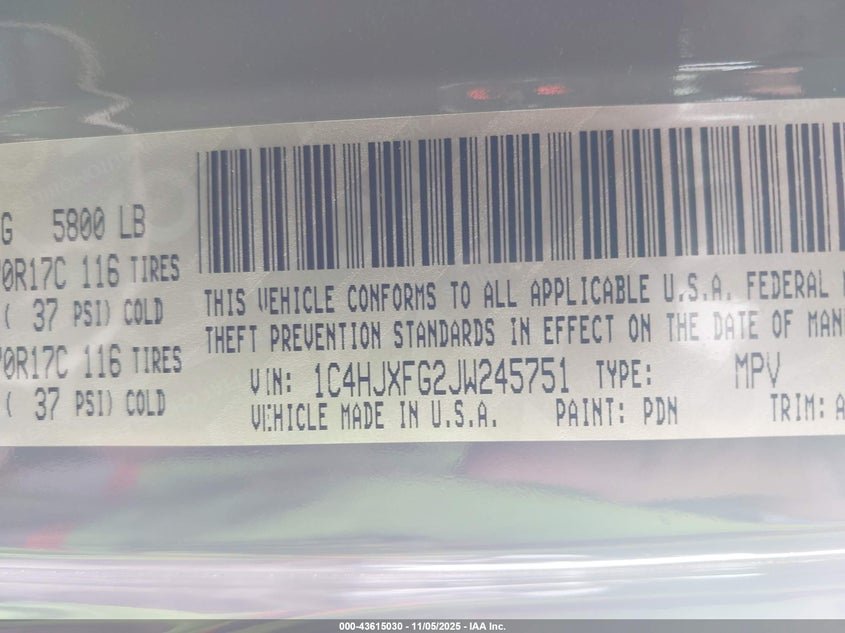 G 5800 LB
70R17C 116 TIRES
( 37 PSI) COLD
70R17C 116 TIRES
( 37 PSI) COLD
THIS VEHICLE CONFORMS TO ALL APPLICABLE U.S.A. FEDERAL
THEFT PREVENTION STANDARDS IN EFFECT ON THE DATE OF MAN
VIN: 1C4HJXFG2JW245751 TYPE: MPV
VEHICLE MADE IN U.S.A. PAINT: PDN TRIM: A
000-43615030 - 11/05/2025 - IAA Inc.